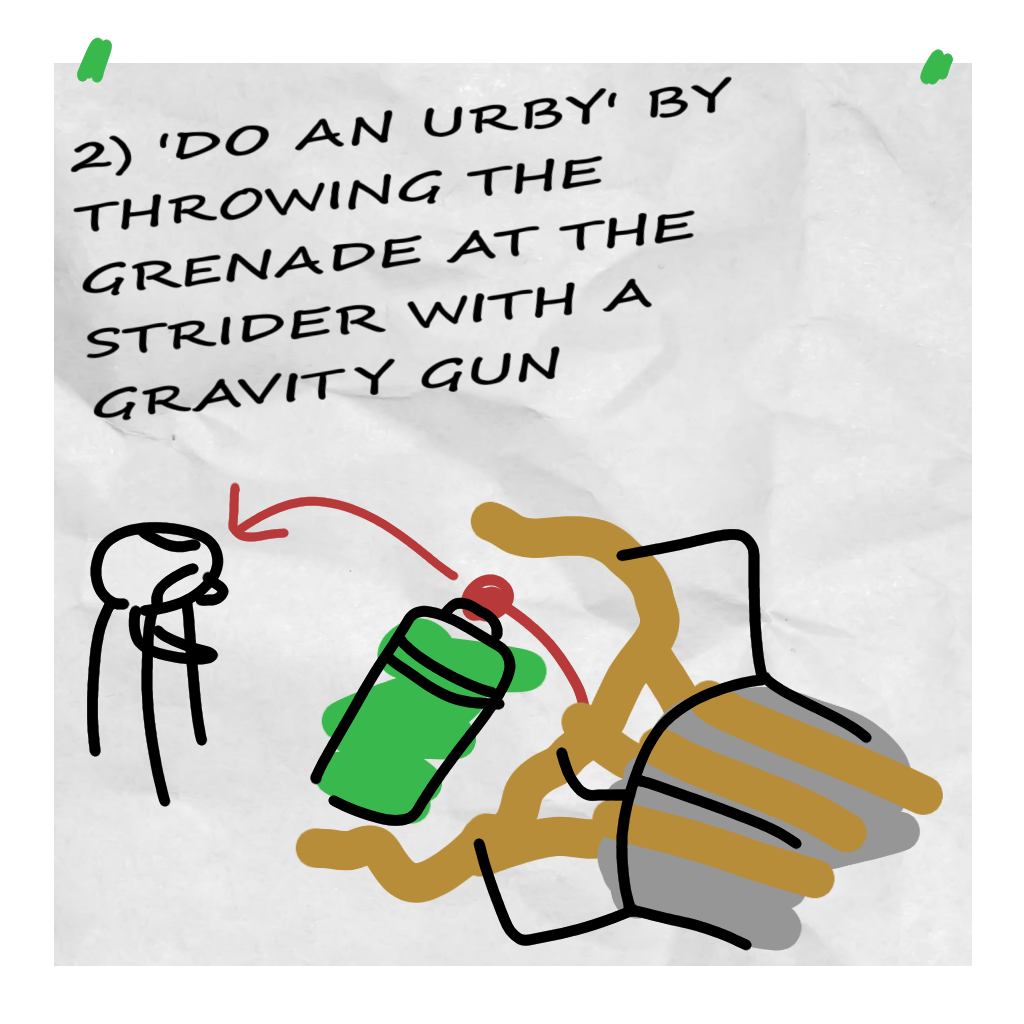 2) 'DO AN URBY' BY
THROWING THE
GRENADE AT THE
STRIDER WITH A
GRAVITY GUN